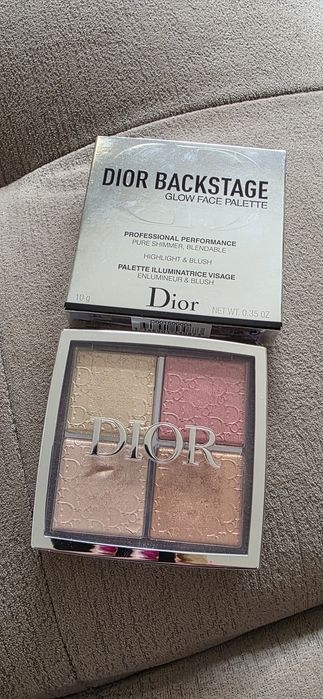 DIOR BACKSTAGE
GLOW FACE PALETTE
PROFESSIONAL PERFORMANCE
PURE SHIMMER, BLENDABLE
HIGHLIGHT & BLUSH
PALETTE ILLUMINATRICE VISAGE
ENLUMINEUR & BLUSH
Dior
10 g
NET WT. 0.35 OZ
DIOR